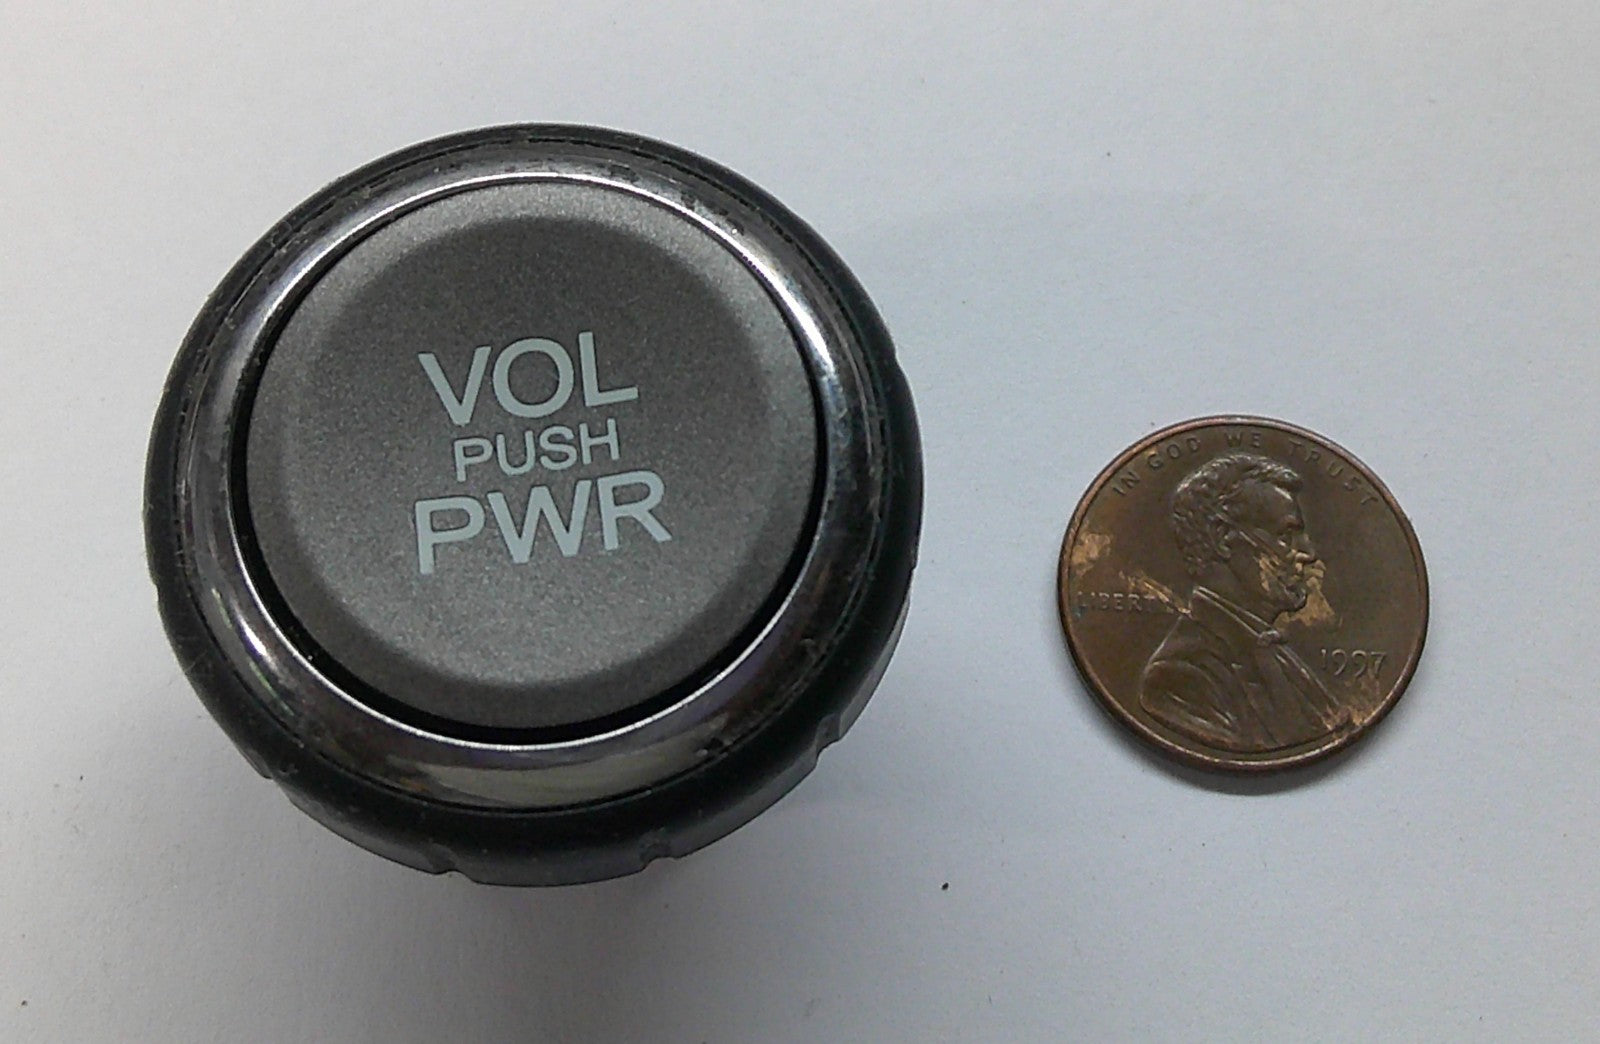 VOL
PUSH
PWR
IN GOD WE TRUST
LIBERTY
1997